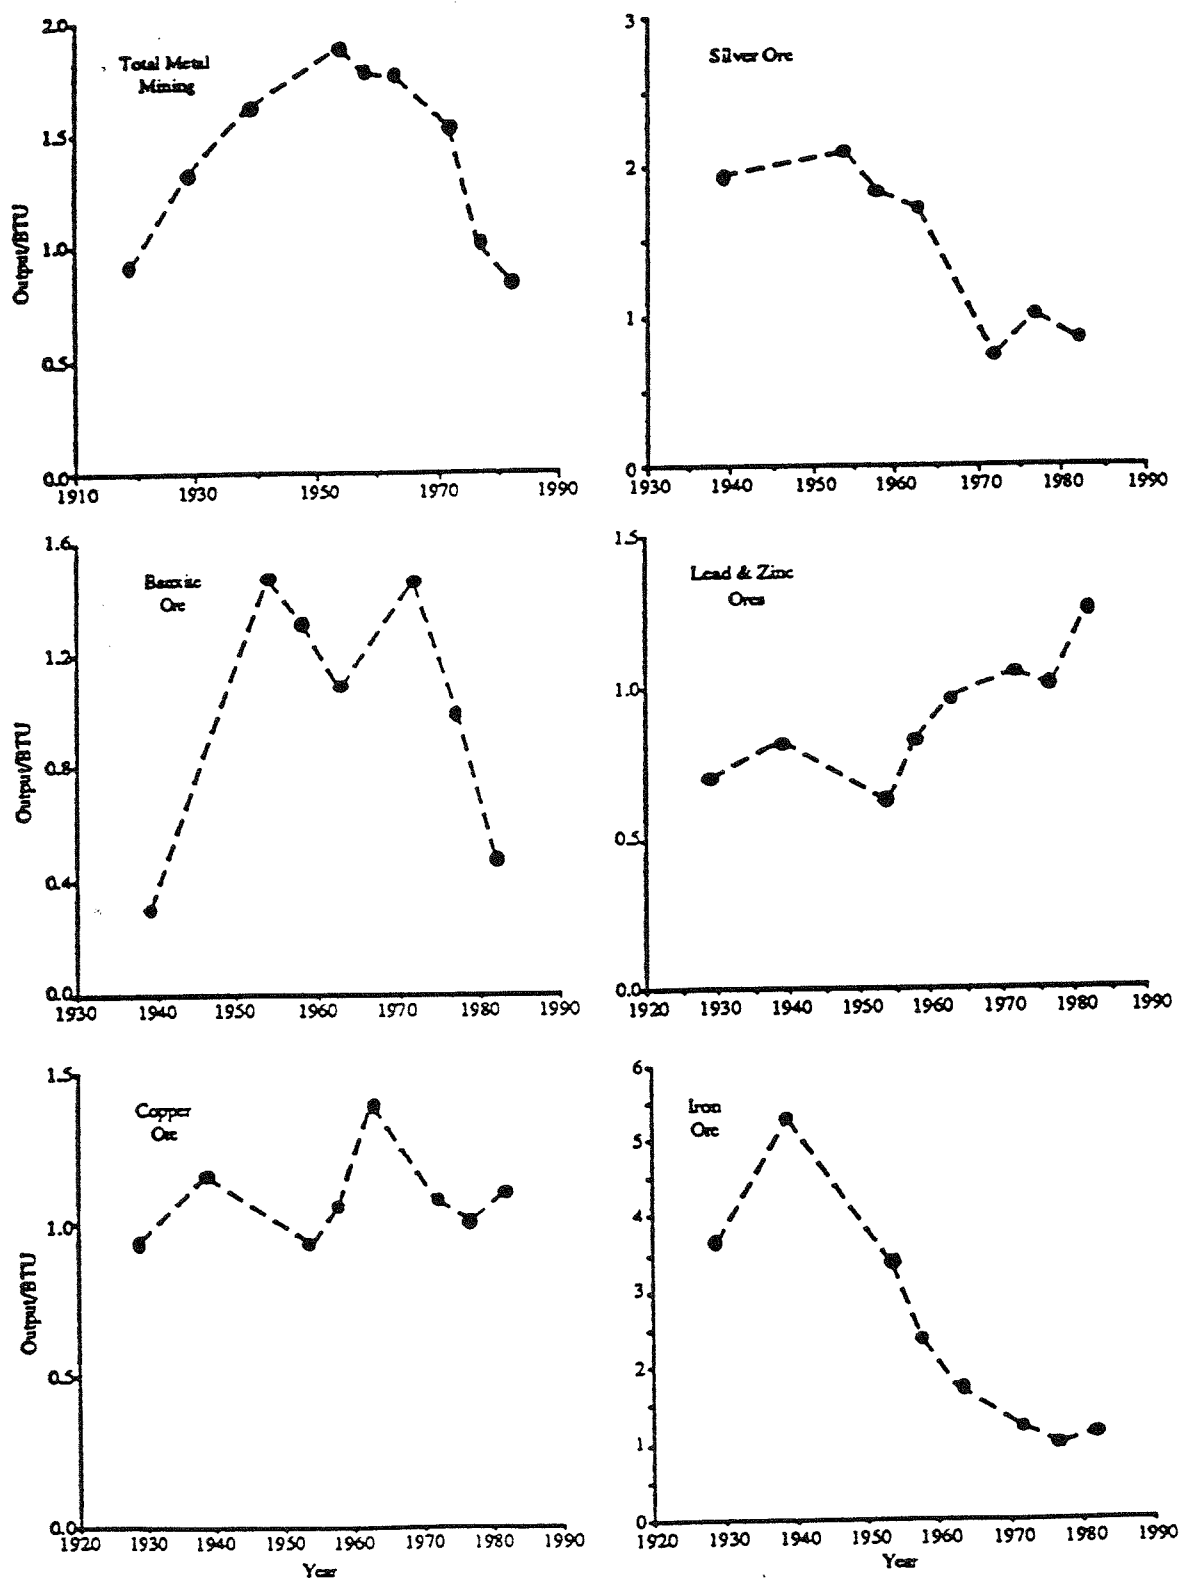 Total Metal
Mining
Output/BTU
2.0
1.5
1.0
0.5
0.0
1910 1930 1950 1970 1990
Silver Ore
3
2
1
0
1930 1940 1950 1960 1970 1980 1990
Bauxite
Ore
Output/BTU
1.6
1.2
0.8
0.4
0.0
1930 1940 1950 1960 1970 1980 1990
Lead & Zinc
Ores
1.5
1.0
0.5
0.0
1920 1930 1940 1950 1960 1970 1980 1990
Copper
Ore
Output/BTU
1.5
1.0
0.5
0.0
1920 1930 1940 1950 1960 1970 1980 1990
Year
Iron
Ore
6
5
4
3
2
1
0
1920 1930 1940 1950 1960 1970 1980 1990
Year